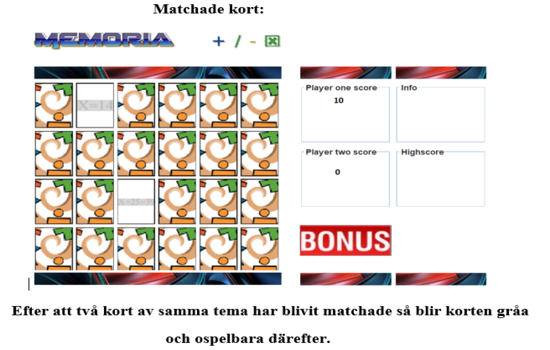 Matchade kort:
MEMORIA
+ / -
Player one score
10
Info
Player two score
0
Highscore
BONUS
Efter att två kort av samma tema har blivit matchade så blir korten gråa
och ospelbara därefter.